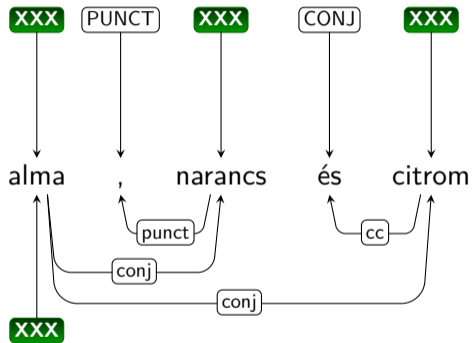 XXX PUNCT XXX CONJ XXX
alma , narancs és citrom
punct cc
conj
conj
XXX